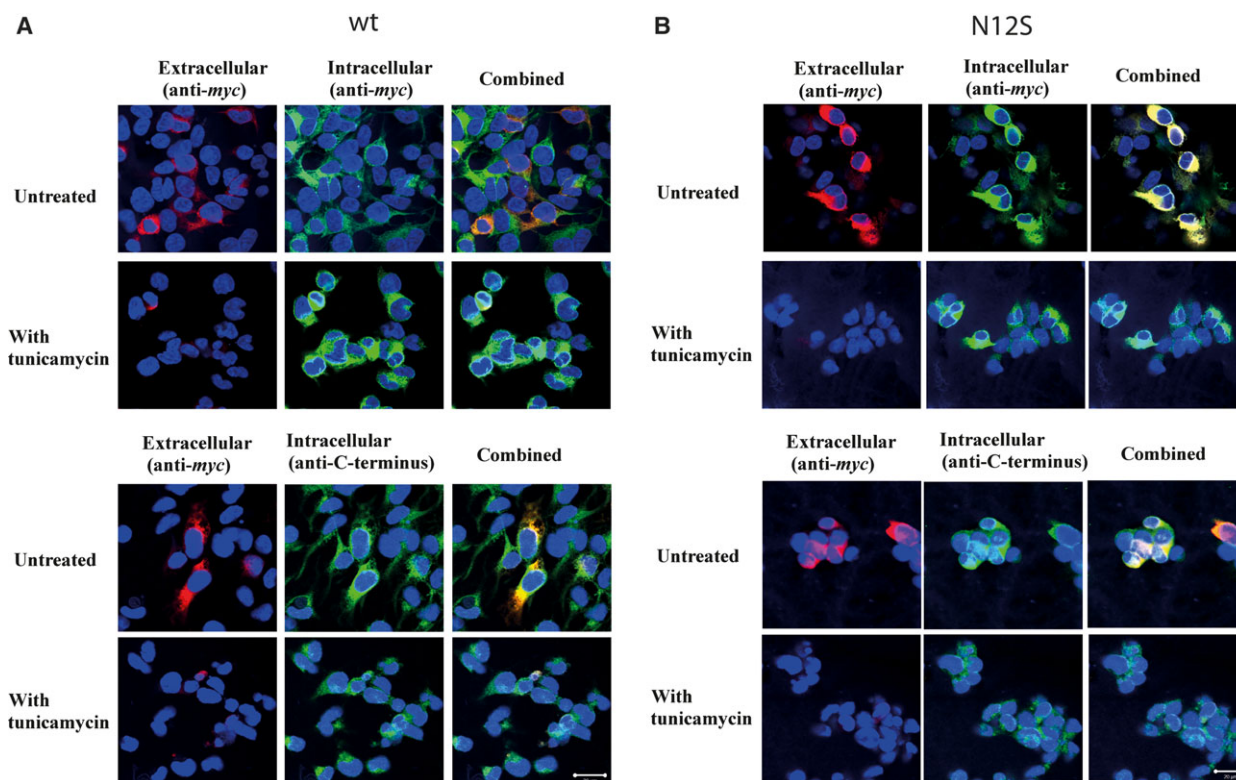 A
wt
Extracellular
(anti-myc)
Intracellular
(anti-myc)
Combined
Untreated
With
tunicamycin
Extracellular
(anti-myc)
Intracellular
(anti-C-terminus)
Combined
Untreated
With
tunicamycin
B
N12S
Extracellular
(anti-myc)
Intracellular
(anti-myc)
Combined
Untreated
With
tunicamycin
Extracellular
(anti-myc)
Intracellular
(anti-C-terminus)
Combined
Untreated
With
tunicamycin